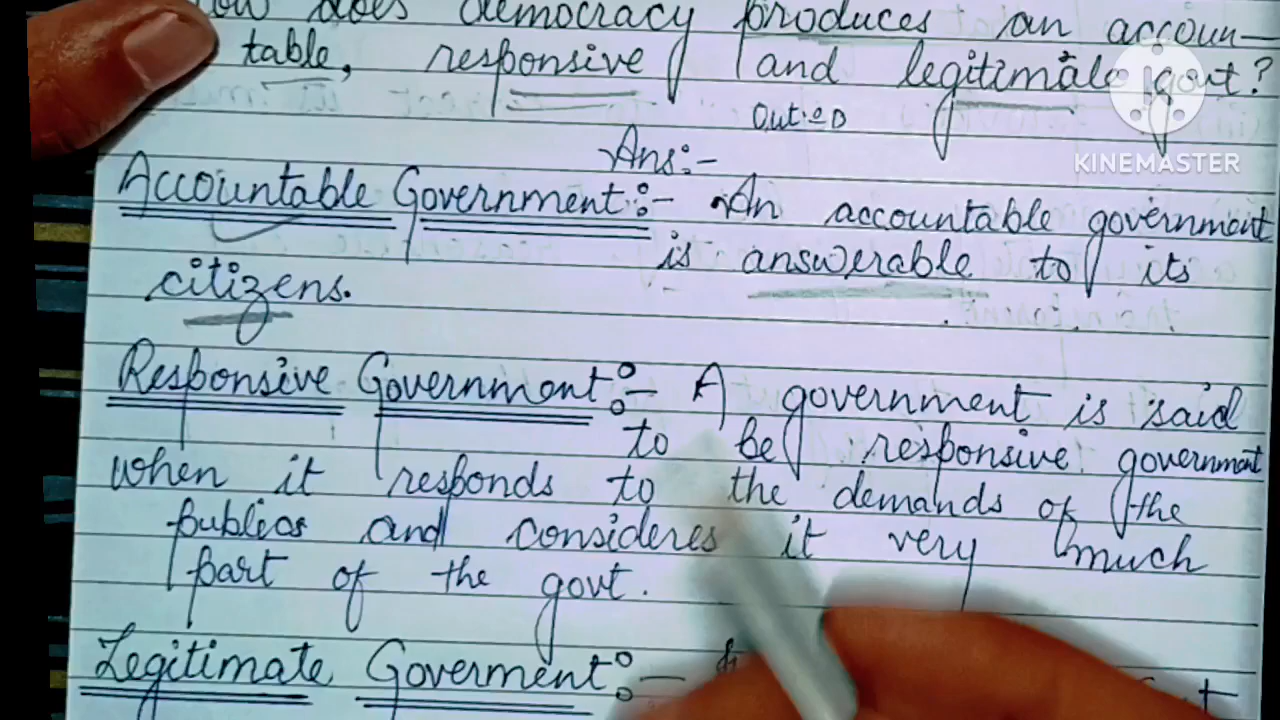 does democracy produces an accoun-
table, responsive and legitimate govt?
KINEMASTER
Ans:-
Accountable Government:- An accountable government
is answerable to its
citizens.
Responsive Government:- A government is said
to be responsive government
when it responds to the demands of the
publics and consideres it very much
part of the govt.
Legitimate Goverment:-